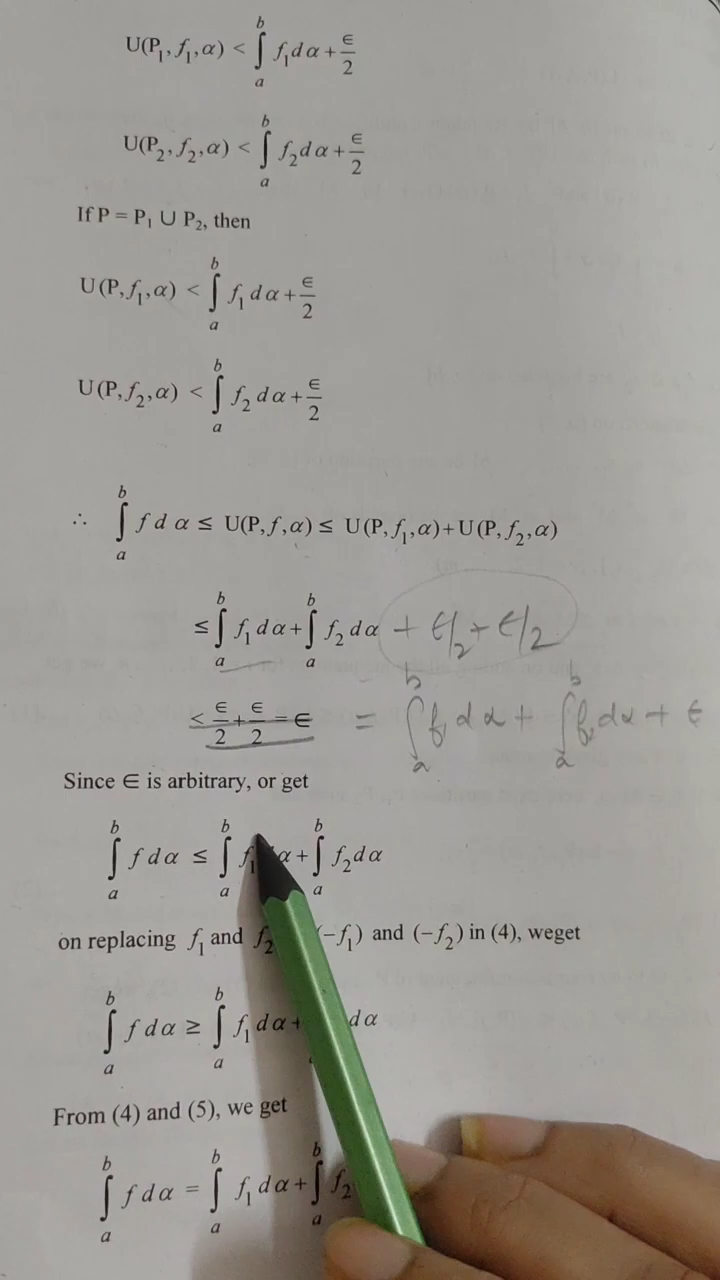 U(P₁, f₁, α) < ∫ₐᵇ f₁dα + ∈/2
U(P₂, f₂, α) < ∫ₐᵇ f₂dα + ∈/2
If P = P₁ ∪ P₂, then
U(P, f₁, α) < ∫ₐᵇ f₁ dα + ∈/2
U(P, f₂, α) < ∫ₐᵇ f₂ dα + ∈/2
∴ ∫ₐᵇ f dα ≤ U(P, f, α) ≤ U(P, f₁, α) + U(P, f₂, α)
≤ ∫ₐᵇ f₁ dα + ∫ₐᵇ f₂ dα + ∈/2 + ∈/2
< ∈/2 + ∈/2 = ∈ = ∫ₐᵇ f₁ dα + ∫ₐᵇ f₂ dα + ∈
Since ∈ is arbitrary, or get
∫ₐᵇ f dα ≤ ∫ₐᵇ f₁ α + ∫ₐᵇ f₂dα
on replacing f₁ and f₂ (−f₁) and (−f₂) in (4), weget
∫ₐᵇ f dα ≥ ∫ₐᵇ f₁ dα + dα
From (4) and (5), we get
∫ₐᵇ f dα = ∫ₐᵇ f₁ dα + ∫ₐᵇ f₂